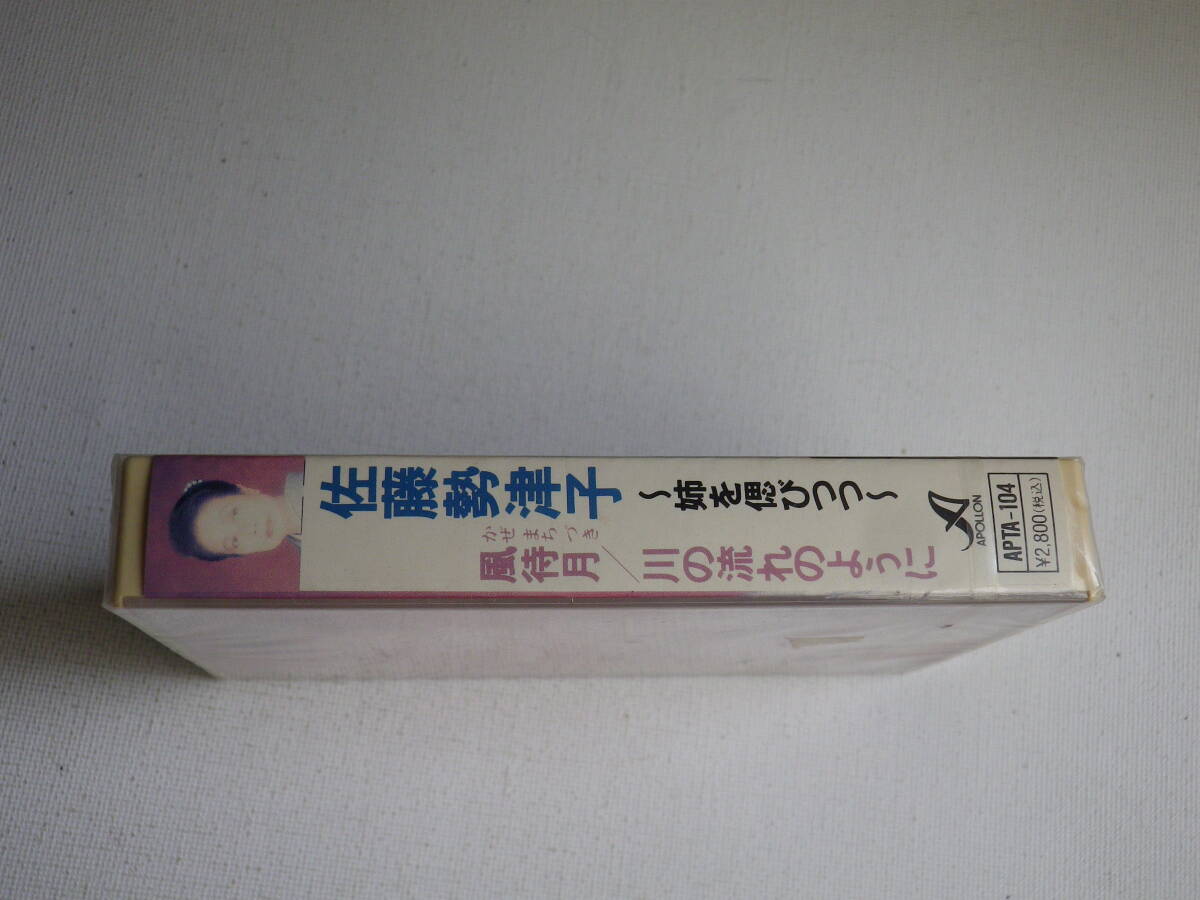 佐藤勢津子
～姉を偲びつつ～
かぜまちづき
風待月／川の流れのように
APOLLON
APTA-104
¥2,800(税込)